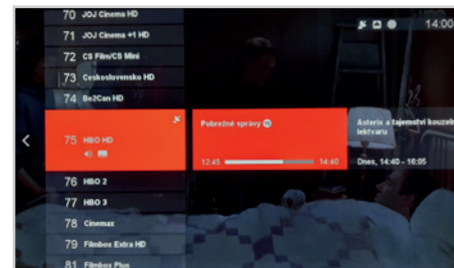 70 JOJ Cinema HD
71 JOJ Cinema +1 HD
14:00
72 CS Film/CS Mini
73 Ceskoslovensko HD
74 Be2Can HD
75 HBO HD
Pobrežné správy
12:45
14:40
Asterix a tajemství kouzelného
lektvaru
Dnes, 14:40 - 16:05
76 HBO 2
77 HBO 3
78 Cinemax
79 Filmbox Extra HD
81 Filmbox Plus